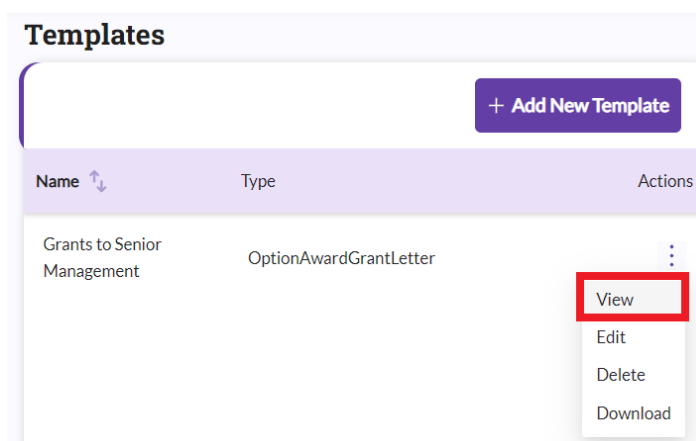 Templates
+ Add New Template
Name Type Actions
Grants to Senior
Management
OptionAwardGrantLetter
View
Edit
Delete
Download